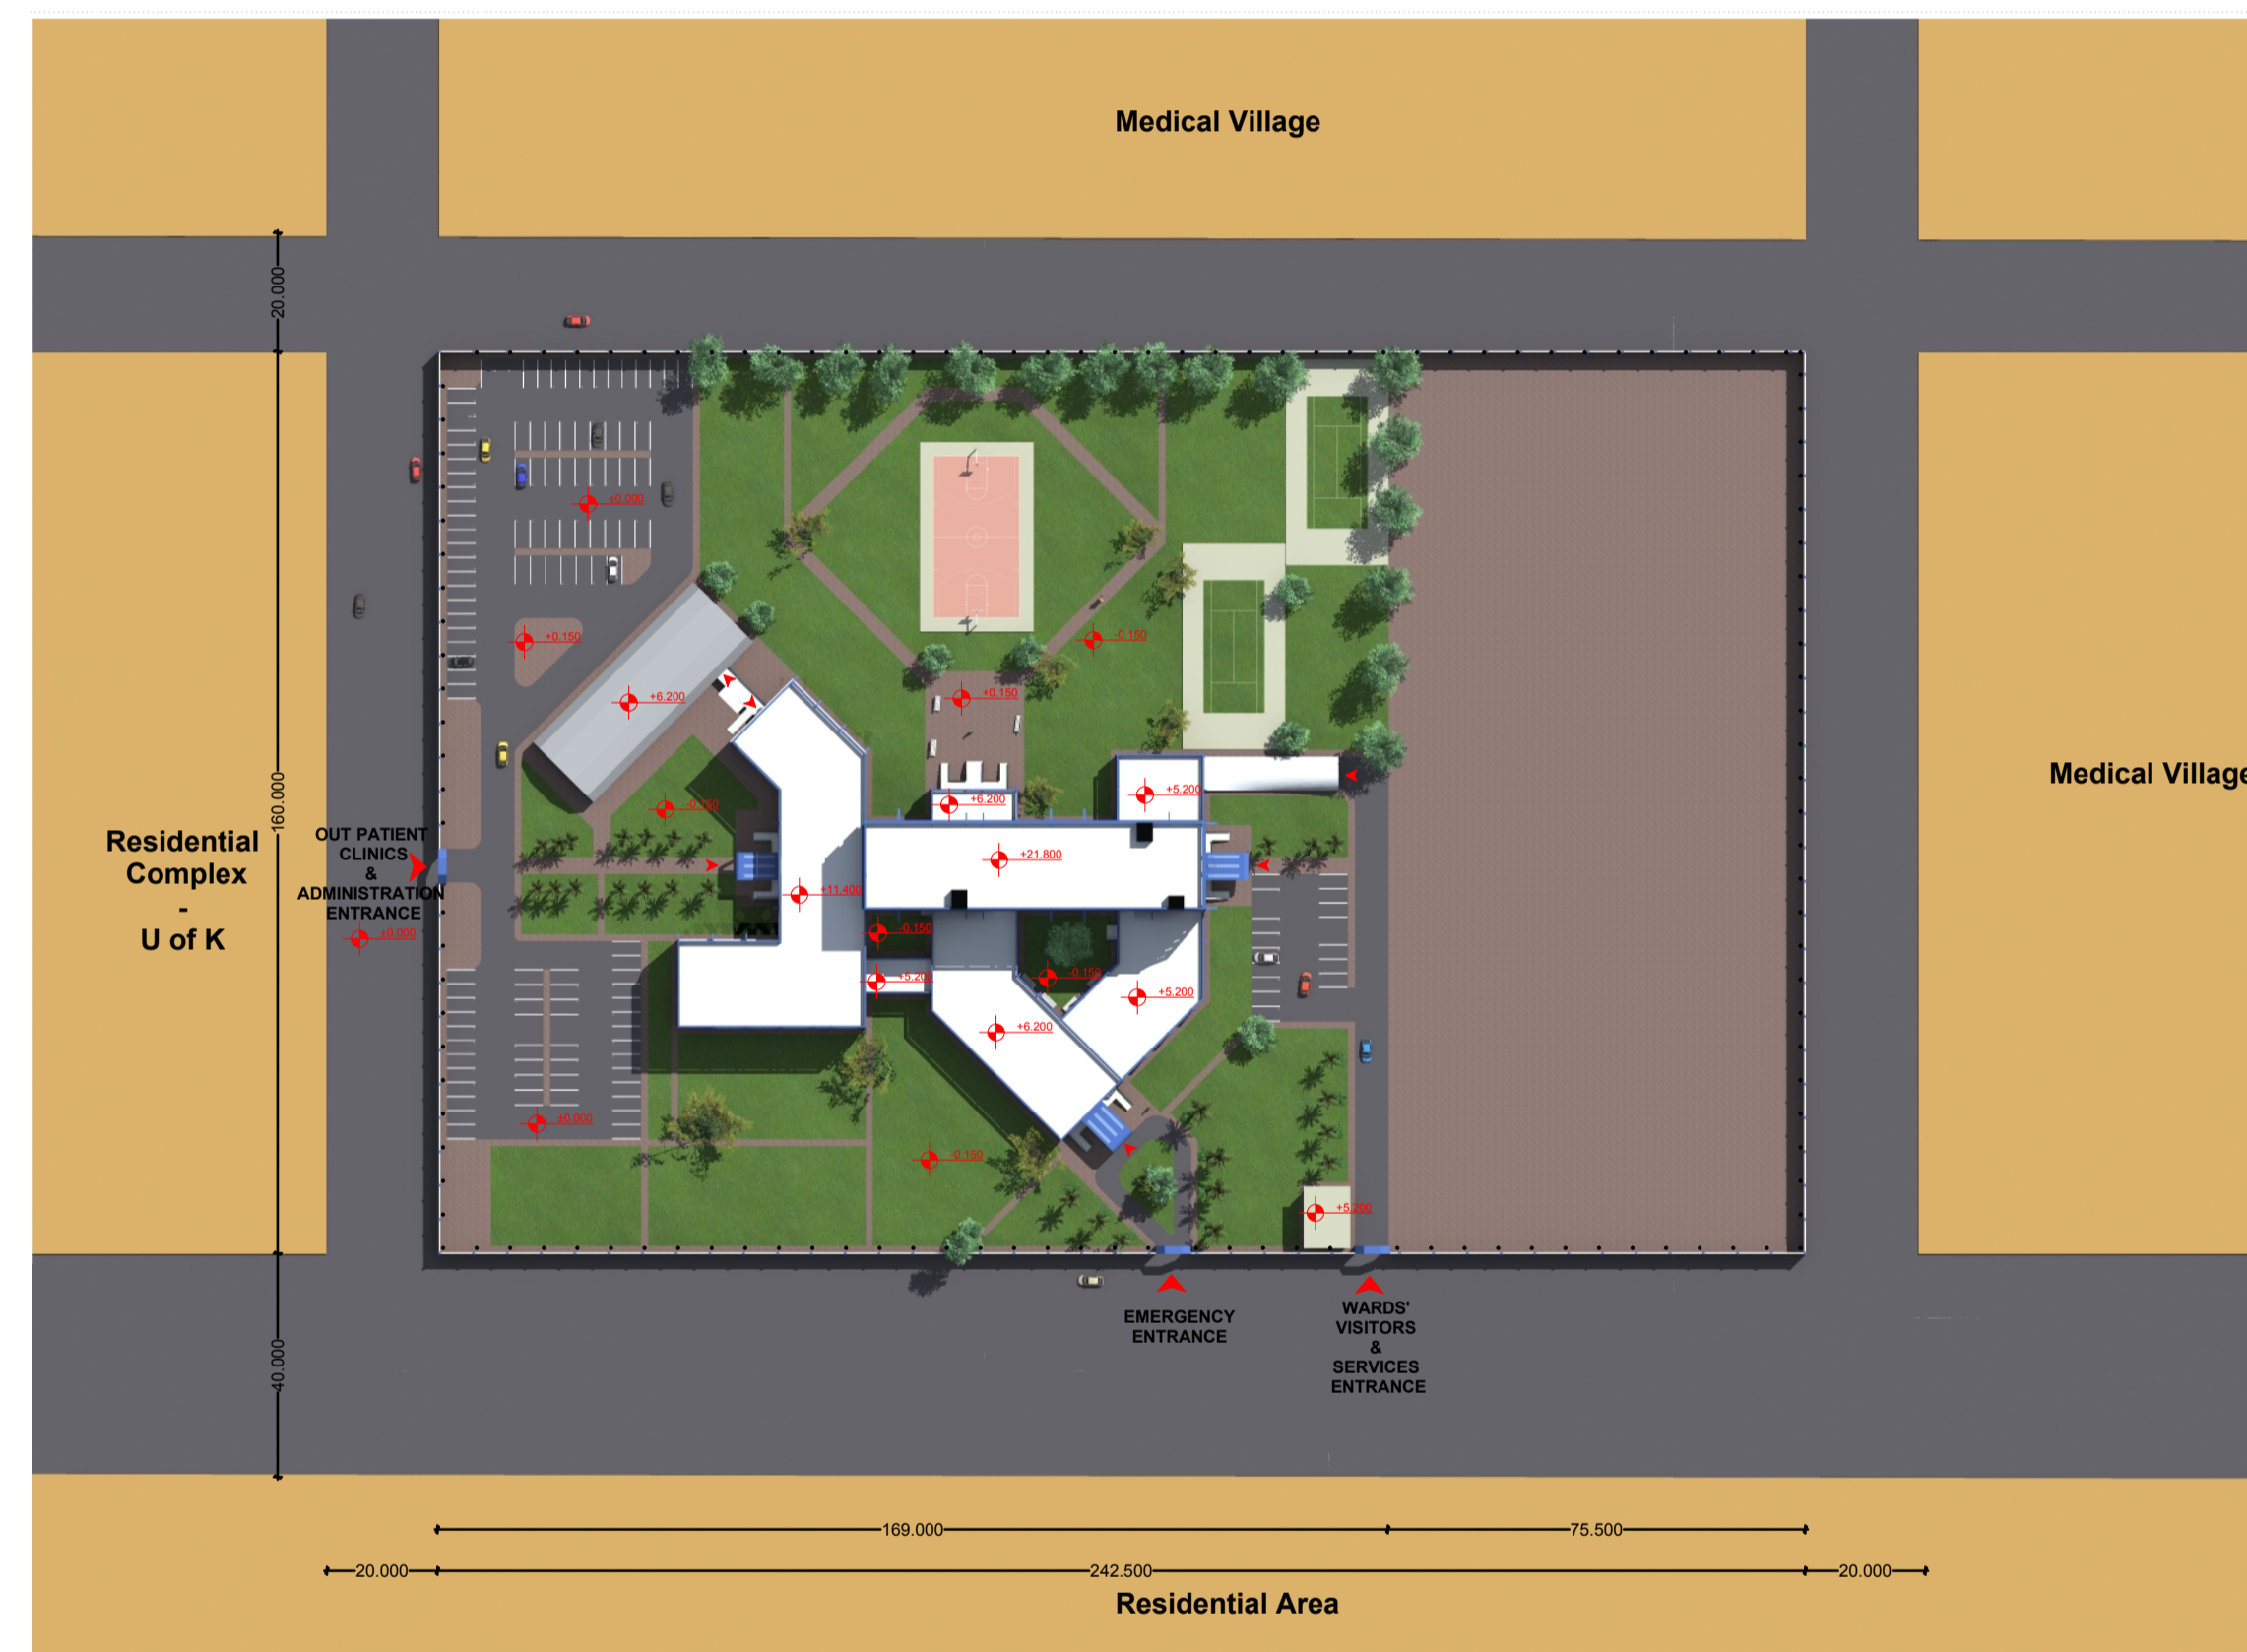 Medical Village
20.000
±0.000
+0.150
-0.150
+6.200
+0.150
160.000
Medical Village
+5.200
+6.200
-0.150
Residential
Complex
-
U of K
OUT PATIENT
CLINICS
&
ADMINISTRATION
ENTRANCE
±0.000
+21.800
+11.400
-0.150
+5.200
-0.150
+5.200
+6.200
±0.000
-0.150
+5.200
EMERGENCY
ENTRANCE
WARDS'
VISITORS
&
SERVICES
ENTRANCE
40.000
169.000
75.500
20.000
242.500
20.000
Residential Area